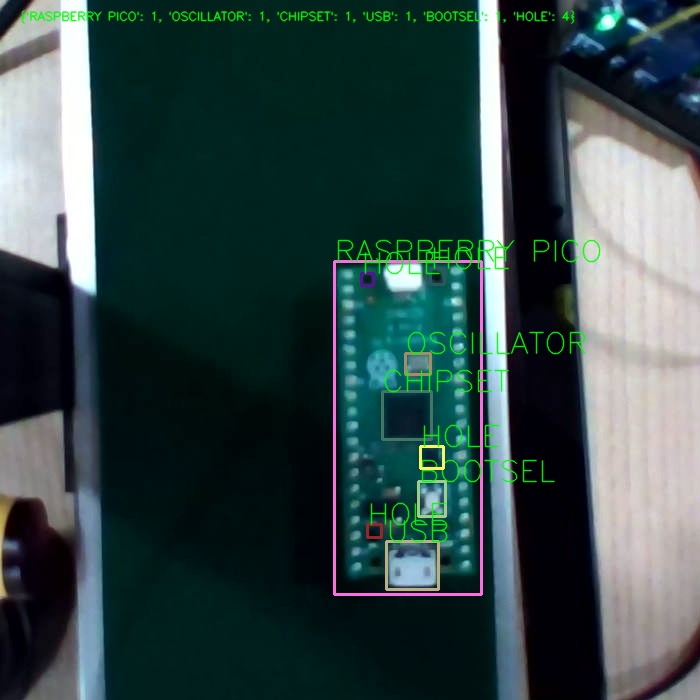 {'RASPBERRY PICO': 1, 'OSCILLATOR': 1, 'CHIPSET': 1, 'USB': 1, 'BOOTSEL': 1, 'HOLE': 4}
RASPBERRY PICO
HOLE
HOLE
OSCILLATOR
CHIPSET
HOLE
BOOTSEL
HOLE
USB